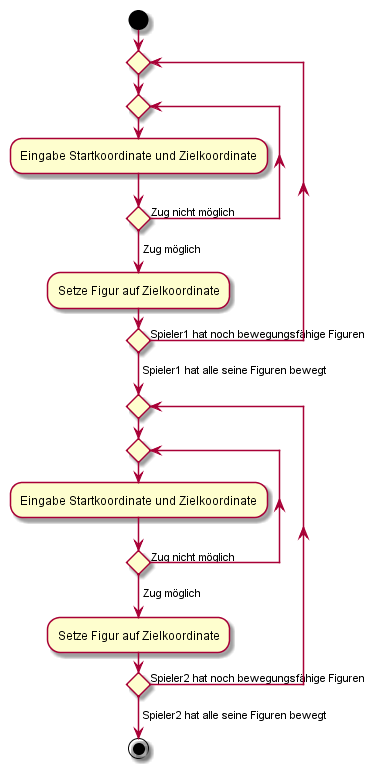 Eingabe Startkoordinate und Zielkoordinate
Zug nicht möglich
Zug möglich
Setze Figur auf Zielkoordinate
Spieler1 hat noch bewegungsfähige Figuren
Spieler1 hat alle seine Figuren bewegt
Eingabe Startkoordinate und Zielkoordinate
Zug nicht möglich
Zug möglich
Setze Figur auf Zielkoordinate
Spieler2 hat noch bewegungsfähige Figuren
Spieler2 hat alle seine Figuren bewegt